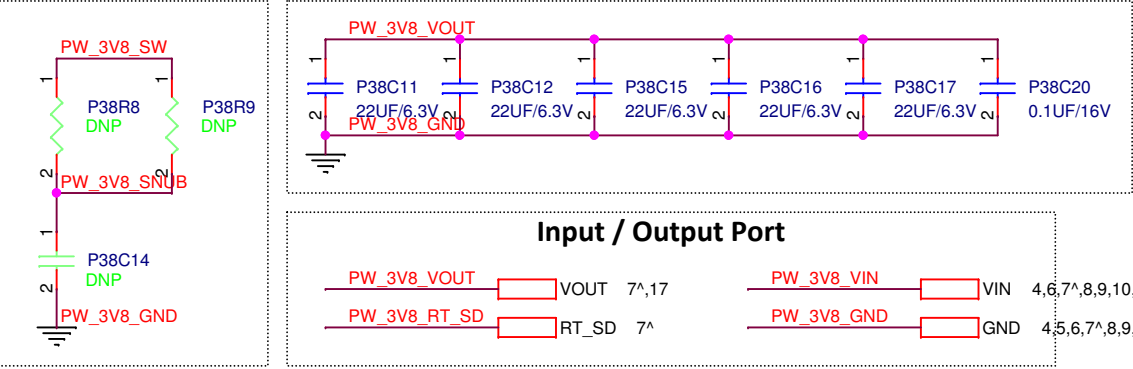 PW_3V8_SW
1
1
P38R8
DNP
P38R9
DNP
2
2
PW_3V8_SNUB
1
P38C14
DNP
2
PW_3V8_GND
PW_3V8_VOUT
1
P38C11
22UF/6.3V
2
1
P38C12
22UF/6.3V
2
1
P38C15
22UF/6.3V
2
1
P38C16
22UF/6.3V
2
1
P38C17
22UF/6.3V
2
1
P38C20
0.1UF/16V
2
PW_3V8_GND
Input / Output Port
PW_3V8_VOUT VOUT 7^,17
PW_3V8_VIN VIN 4,6,7^,8,9,10,
PW_3V8_RT_SD RT_SD 7^
PW_3V8_GND GND 4,5,6,7^,8,9,